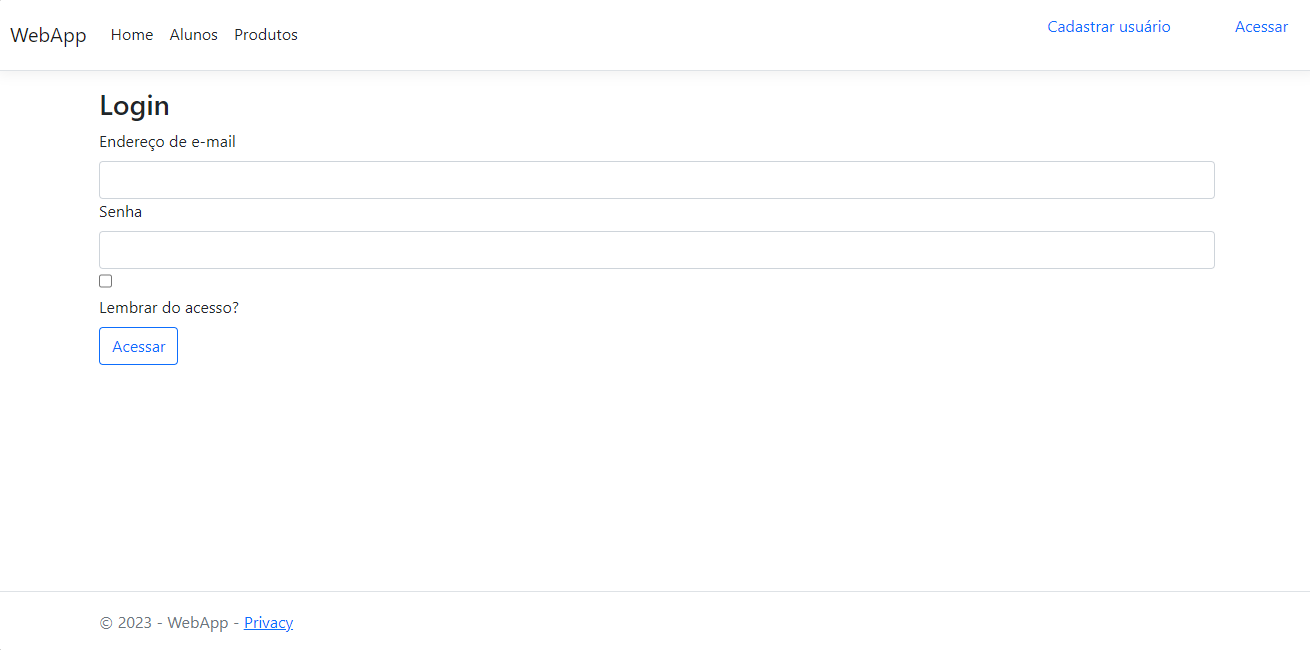 WebApp Home Alunos Produtos Cadastrar usuário Acessar
Login
Endereço de e-mail
Senha
Lembrar do acesso?
Acessar
© 2023 - WebApp - Privacy